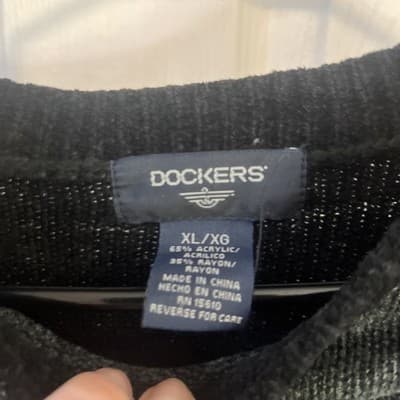 DOCKERS®
XL/XG
65% ACRYLIC/
ACRILICO
35% RAYON/
RAYON
MADE IN CHINA
HECHO EN CHINA
RN 15610
REVERSE FOR CARE